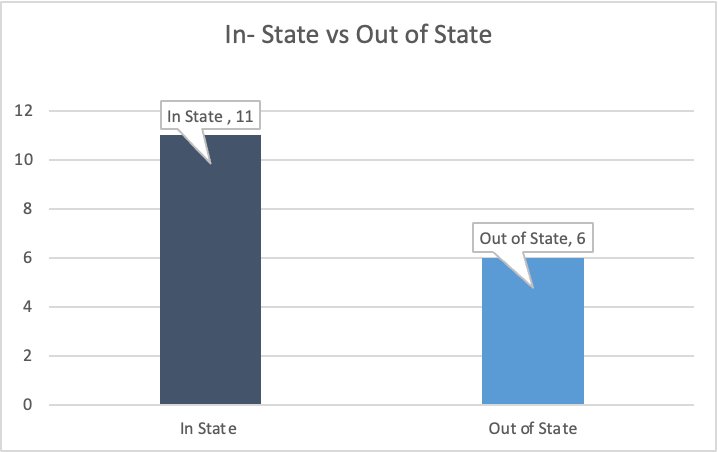 In- State vs Out of State
12
In State , 11
10
8
Out of State, 6
6
4
2
0
In State
Out of State